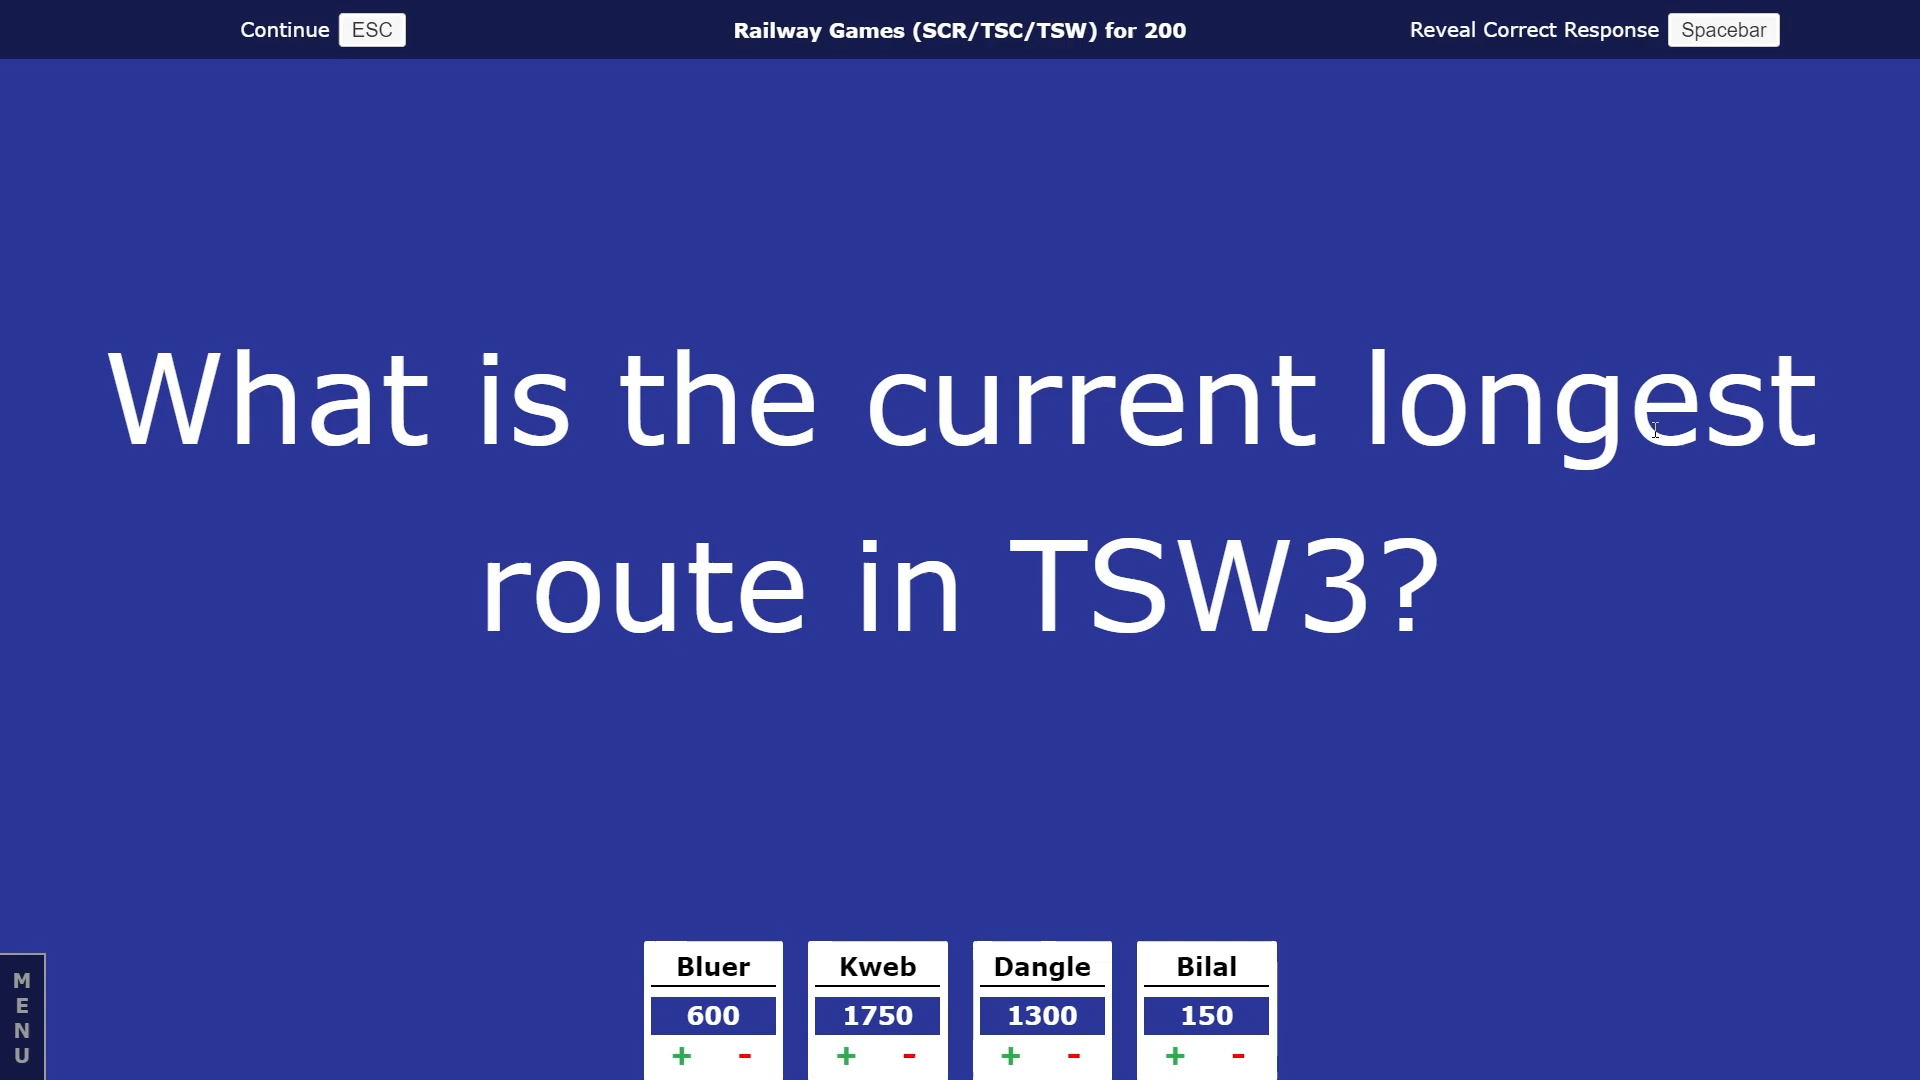 Continue ESC
Railway Games (SCR/TSC/TSW) for 200
Reveal Correct Response Spacebar
What is the current longest
route in TSW3?
Bluer Kweb Dangle Bilal
600 1750 1300 150
+ - + - + - + -
MENU